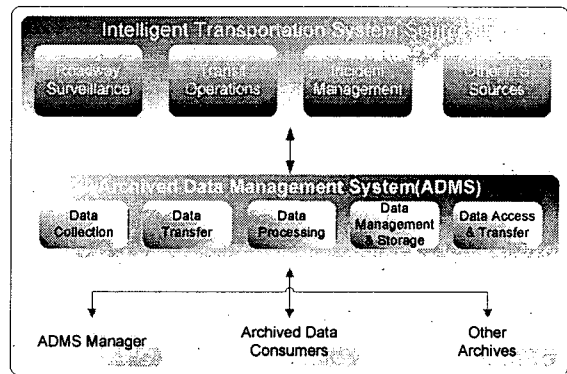 Intelligent Transportation System Sources
Roadway Surveillance
Transit Operations
Incident Management
Other ITS Sources
Archived Data Management System(ADMS)
Data Collection
Data Transfer
Data Processing
Data Management & Storage
Data Access & Transfer
ADMS Manager
Archived Data Consumers
Other Archives